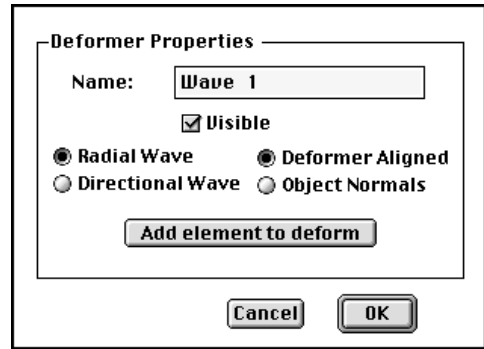 Deformer Properties
Name: Wave 1
Visible
Radial Wave Deformer Aligned
Directional Wave Object Normals
Add element to deform
Cancel OK